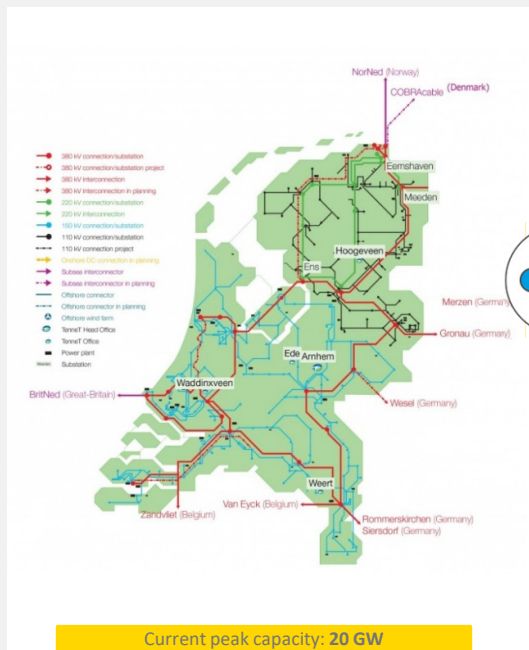 NorNed (Norway)
COBRAcable (Denmark)
380 kV connection/substation
380 kV connection/substation project
380 kV Interconnection
380 kV Interconnection in planning
220 kV connection/substation
220 kV Interconnection
150 kV connection/substation
110 kV connection/substation
110 kV connection project
Onshore DC connection in planning
Subsea interconnector
Subsea interconnector in planning
Offshore connector
Offshore connector in planning
Offshore wind farm
TenneT Head Office
TenneT Office
Power plant
Substation
Eemshaven
Meeden
Hoogeveen
Ens
Merzen (Germany
Gronau (Germany)
Ede
Arnhem
Waddinxveen
BritNed (Great-Britain)
Wesel (Germany)
Weert
Van Eyck (Belgium)
Zandvliet (Belgium)
Rommerskirchen (Germany)
Siersdorf (Germany)
Current peak capacity: 20 GW